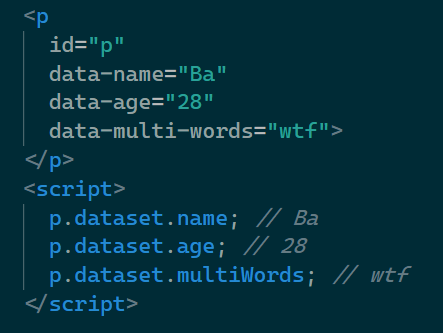 <p
id="p"
data-name="Ba"
data-age="28"
data-multi-words="wtf">
</p>
<script>
p.dataset.name; // Ba
p.dataset.age; // 28
p.dataset.multiWords; // wtf
</script>